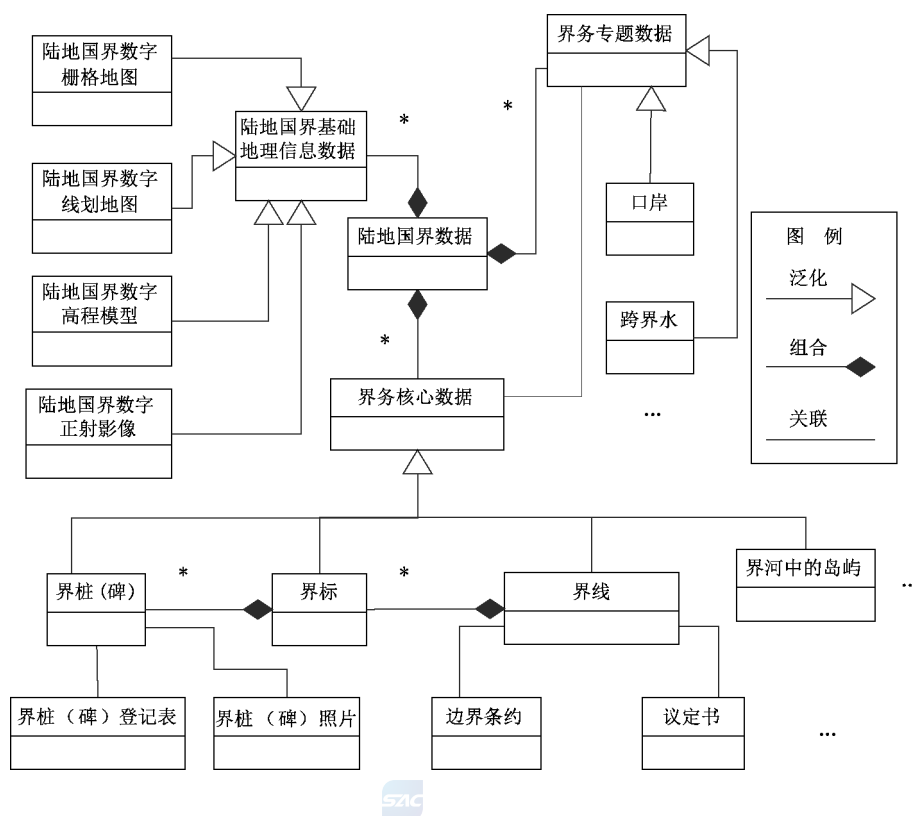 陆地国界数字
栅格地图
陆地国界数字
线划地图
陆地国界数字
高程模型
陆地国界数字
正射影像
陆地国界基础
地理信息数据
*
*
界务专题数据
陆地国界数据
口岸
跨界水
...
*
界务核心数据
图 例
泛化
组合
关联
界桩(碑)
*
界标
*
界线
界河中的岛屿
..
界桩（碑）登记表
界桩（碑）照片
边界条约
议定书
...
SAC